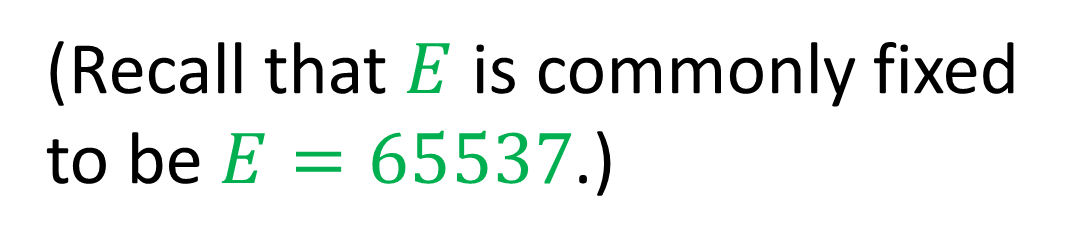 (Recall that E is commonly fixed
to be E = 65537.)